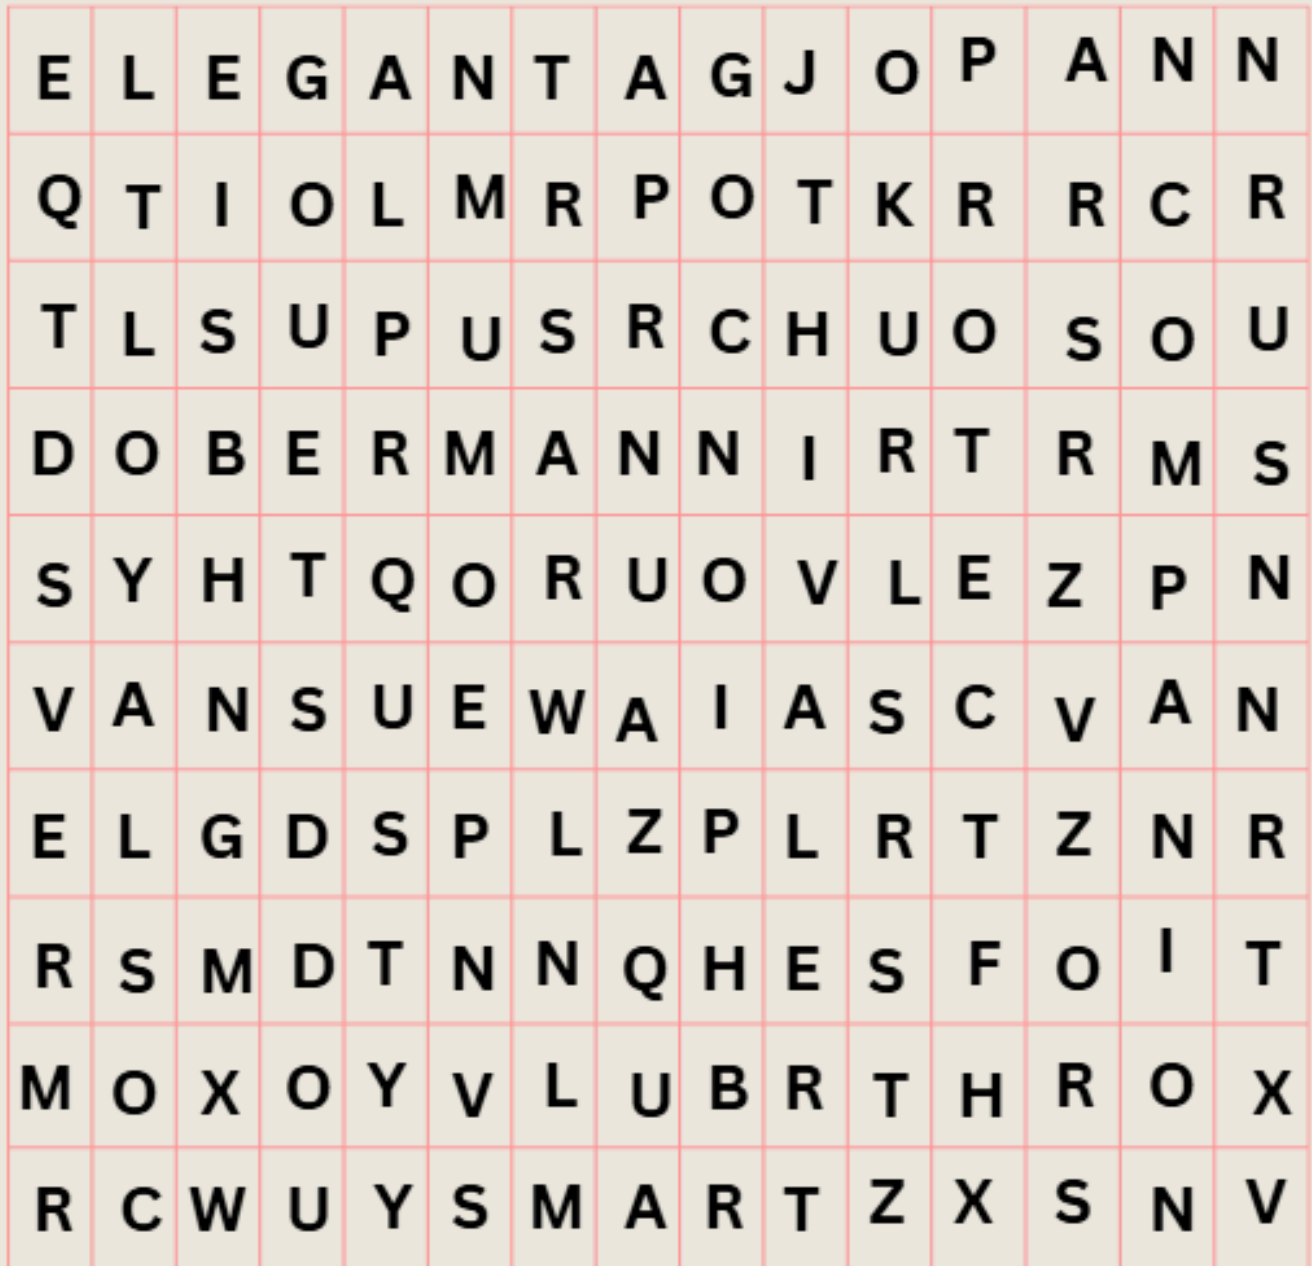 E L E G A N T A G J O P A N N
Q T I O L M R P O T K R R C R
T L S U P U S R C H U O S O U
D O B E R M A N N I R T R M S
S Y H T Q O R U O V L E Z P N
V A N S U E W A I A S C V A N
E L G D S P L Z P L R T Z N R
R S M D T N N Q H E S F O I T
M O X O Y V L U B R T H R O X
R C W U Y S M A R T Z X S N V